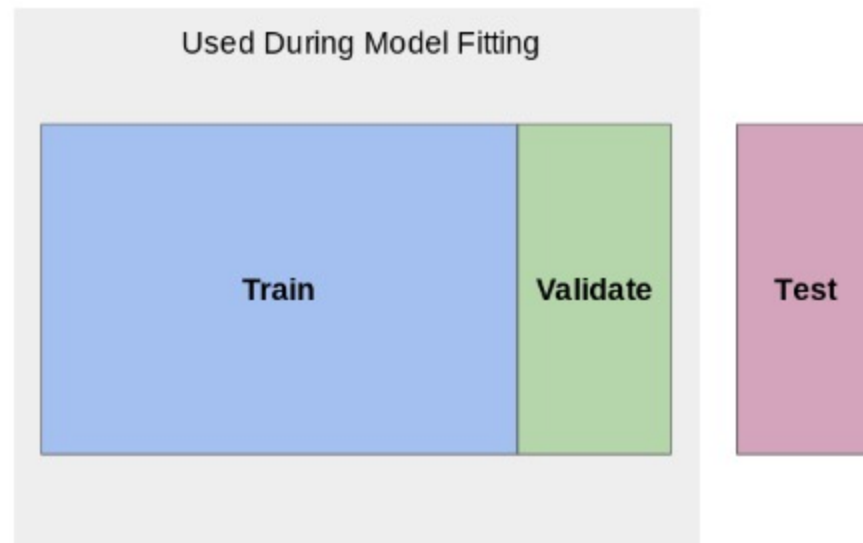 Used During Model Fitting
Train
Validate
Test